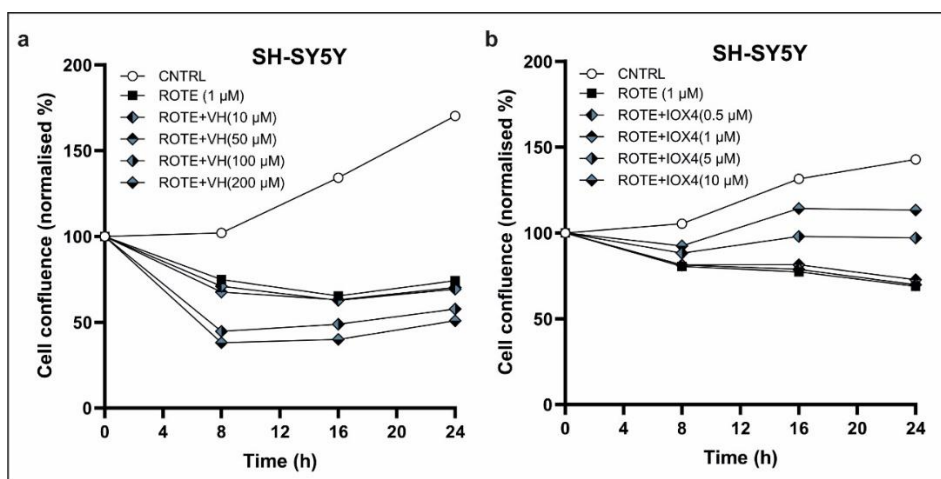 a
SH-SY5Y
CNTRL
ROTE (1 µM)
ROTE+VH(10 µM)
ROTE+VH(50 µM)
ROTE+VH(100 µM)
ROTE+VH(200 µM)
Cell confluence (normalised %)
200
150
100
50
0
0 8 12 16 20 24
Time (h)
b
SH-SY5Y
CNTRL
ROTE (1 µM)
ROTE+IOX4(0.5 µM)
ROTE+IOX4(1 µM)
ROTE+IOX4(5 µM)
ROTE+IOX4(10 µM)
Cell confluence (normalised %)
200
150
100
50
0
0 4 8 12 16 20 24
Time (h)